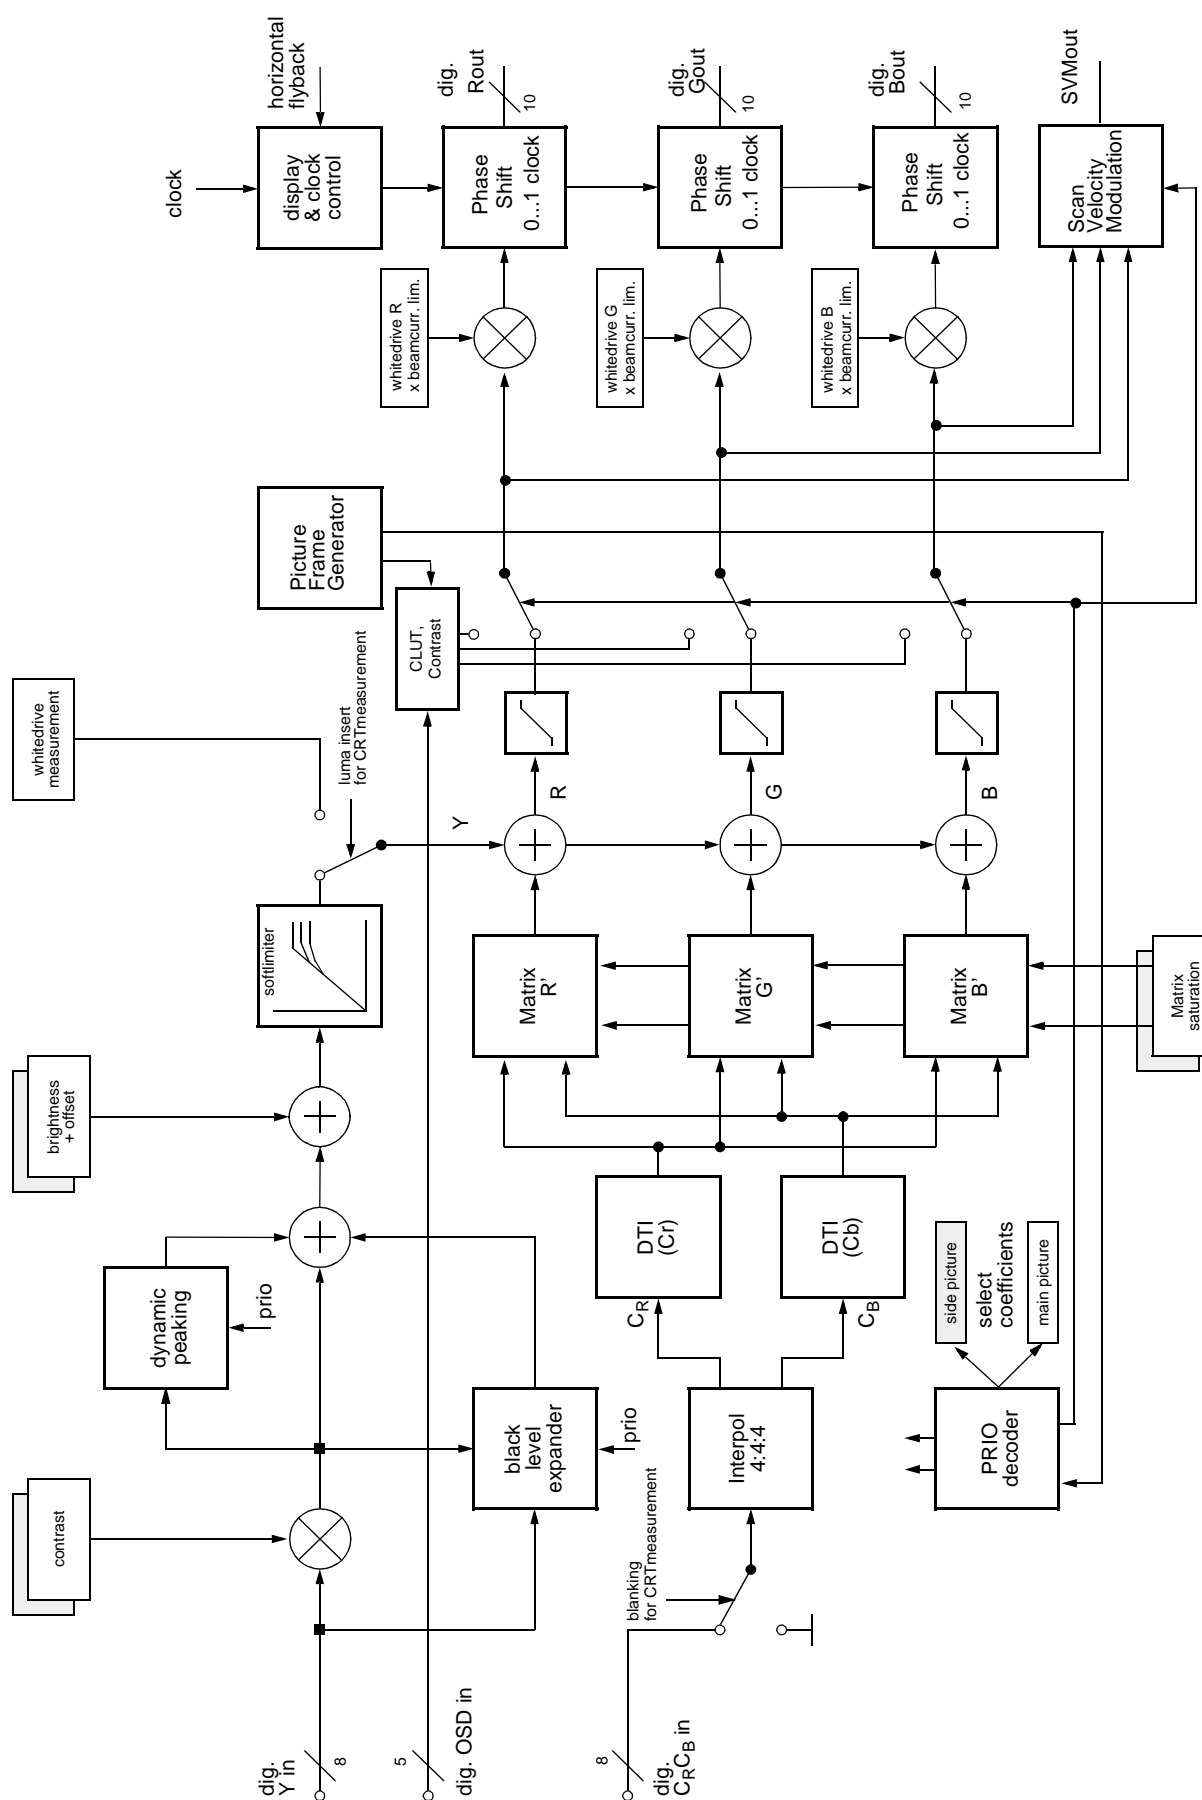 whitedrive
measurement
brightness
+ offset
contrast
horizontal
flyback
clock
display
& clock
control
Picture
Frame
Generator
luma insert
for CRTmeasurement
softlimiter
dynamic
peaking
prio
dig.
Y in
8
dig.
Rout
10
Phase
Shift
0...1 clock
whitedrive R
x beamcurr. lim.
CLUT,
Contrast
Y
R
Matrix
R'
black
level
expander
prio
5
dig. OSD in
dig.
Gout
10
Phase
Shift
0...1 clock
whitedrive G
x beamcurr. lim.
G
Matrix
G'
DTI
(Cr)
CR
Interpol
4:4:4
blanking
for CRTmeasurement
8
dig.
CRCB in
dig.
Bout
10
Phase
Shift
0...1 clock
whitedrive B
x beamcurr. lim.
B
Matrix
B'
DTI
(Cb)
CB
side picture
select
coefficients
main picture
PRIO
decoder
SVMout
Scan
Velocity
Modulation
Matrix
saturation